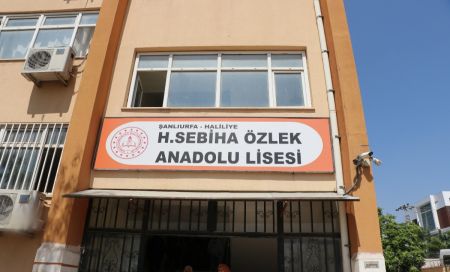 ŞANLIURFA - HALİLİYE
H.SEBİHA ÖZLEK
ANADOLU LİSESİ